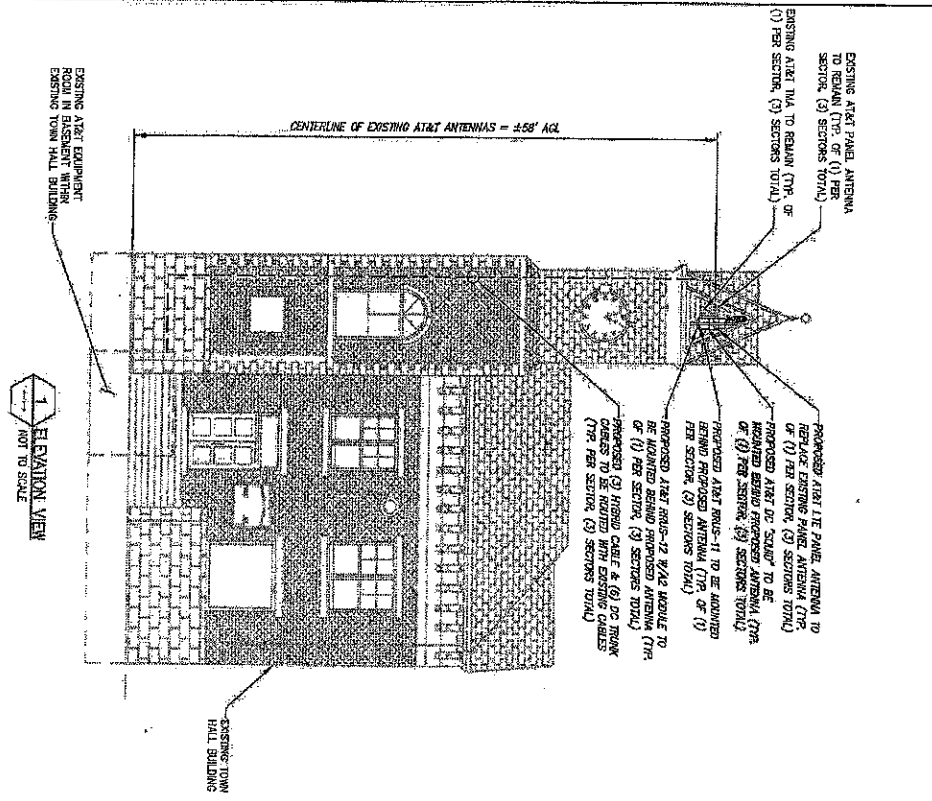 EXISTING AT&T PANEL ANTENNA
TO REMAIN (TYP. OF (1) PER
SECTOR, (3) SECTORS TOTAL)
EXISTING AT&T TMA TO REMAIN (TYP. OF
(1) PER SECTOR, (3) SECTORS TOTAL)
CENTERLINE OF EXISTING AT&T ANTENNAS = ±58' AGL
EXISTING AT&T EQUIPMENT
ROOM IN BASEMENT WITHIN
EXISTING TOWN HALL BUILDING
PROPOSED AT&T LTE PANEL ANTENNA TO
REPLACE EXISTING PANEL ANTENNA (TYP.
OF (1) PER SECTOR, (3) SECTORS TOTAL)
PROPOSED AT&T DC "SQUID" TO BE
MOUNTED BEHIND PROPOSED ANTENNA (TYP.
OF (1) PER SECTOR, (3) SECTORS TOTAL)
PROPOSED AT&T RRUS-11 TO BE MOUNTED
BEHIND PROPOSED ANTENNA (TYP. OF (1)
PER SECTOR, (3) SECTORS TOTAL)
PROPOSED AT&T RRUS-12 W/A2 MODULE TO
BE MOUNTED BEHIND PROPOSED ANTENNA (TYP.
OF (1) PER SECTOR, (3) SECTORS TOTAL)
PROPOSED (3) HYBRID CABLE & (6) DC TRUNK
CABLES TO BE ROUTED WITH EXISTING CABLES
(TYP. PER SECTOR, (3) SECTORS TOTAL)
EXISTING TOWN
HALL BUILDING
1
ELEVATION VIEW
NOT TO SCALE